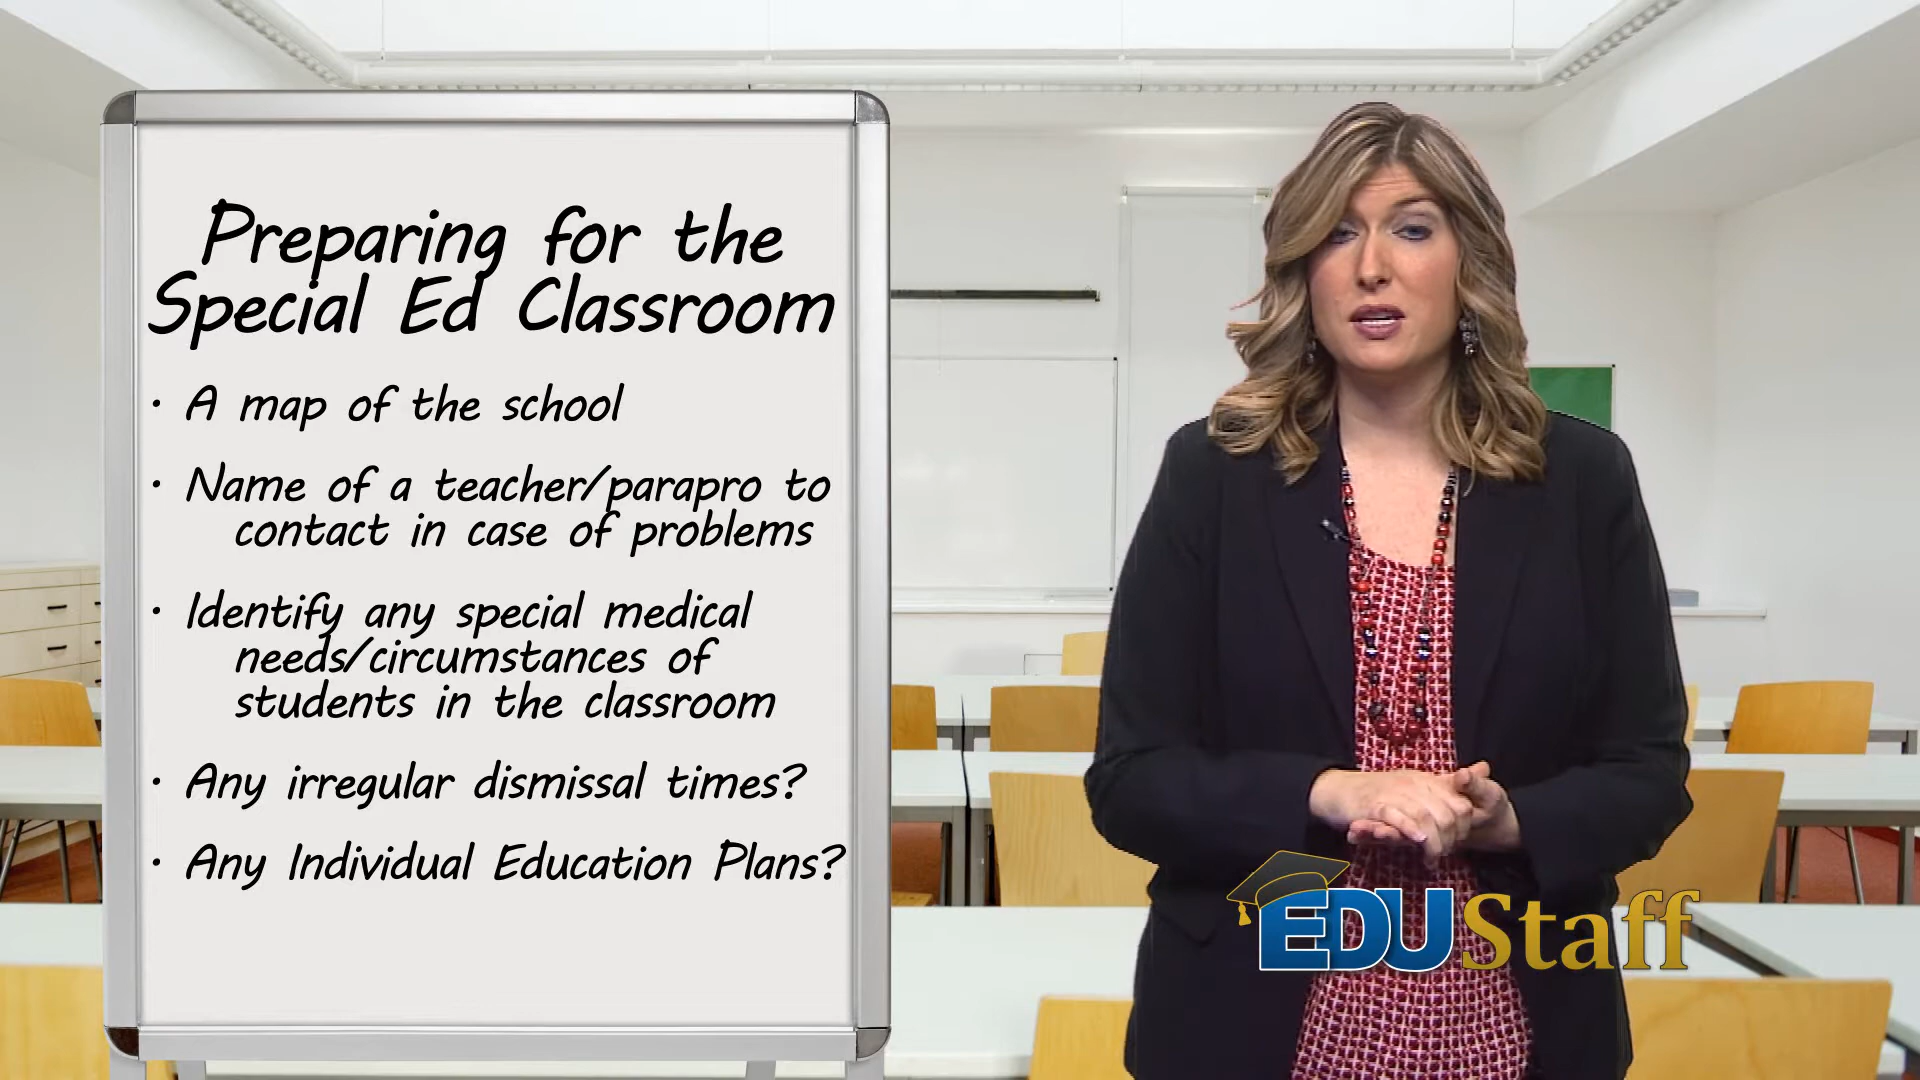 Preparing for the
Special Ed Classroom
· A map of the school
· Name of a teacher/parapro to
contact in case of problems
· Identify any special medical
needs/circumstances of
students in the classroom
· Any irregular dismissal times?
· Any Individual Education Plans?
EDUStaff